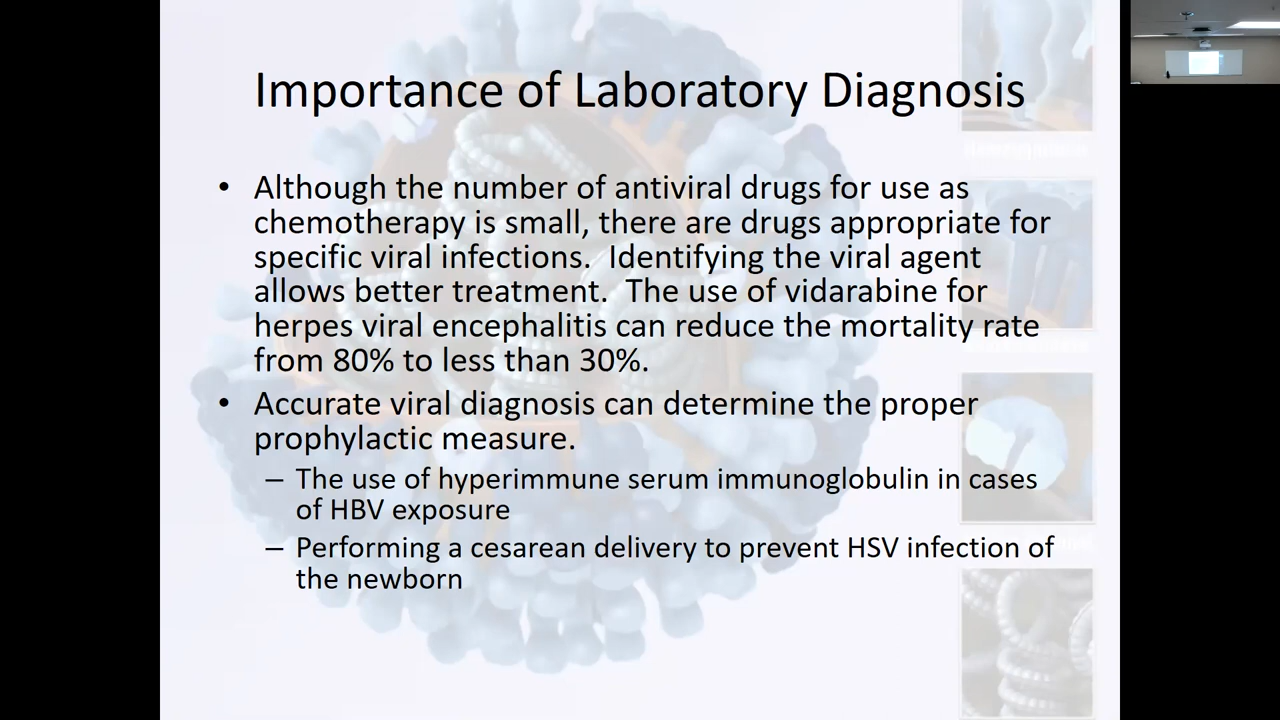 Importance of Laboratory Diagnosis
• Although the number of antiviral drugs for use as
chemotherapy is small, there are drugs appropriate for
specific viral infections.  Identifying the viral agent
allows better treatment.  The use of vidarabine for
herpes viral encephalitis can reduce the mortality rate
from 80% to less than 30%.
• Accurate viral diagnosis can determine the proper
prophylactic measure.
– The use of hyperimmune serum immunoglobulin in cases
of HBV exposure
– Performing a cesarean delivery to prevent HSV infection of
the newborn